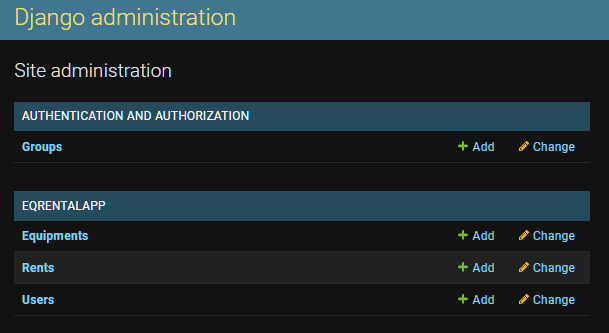 Django administration
Site administration
AUTHENTICATION AND AUTHORIZATION
Groups Add Change
EQRENTALAPP
Equipments Add Change
Rents Add Change
Users Add Change